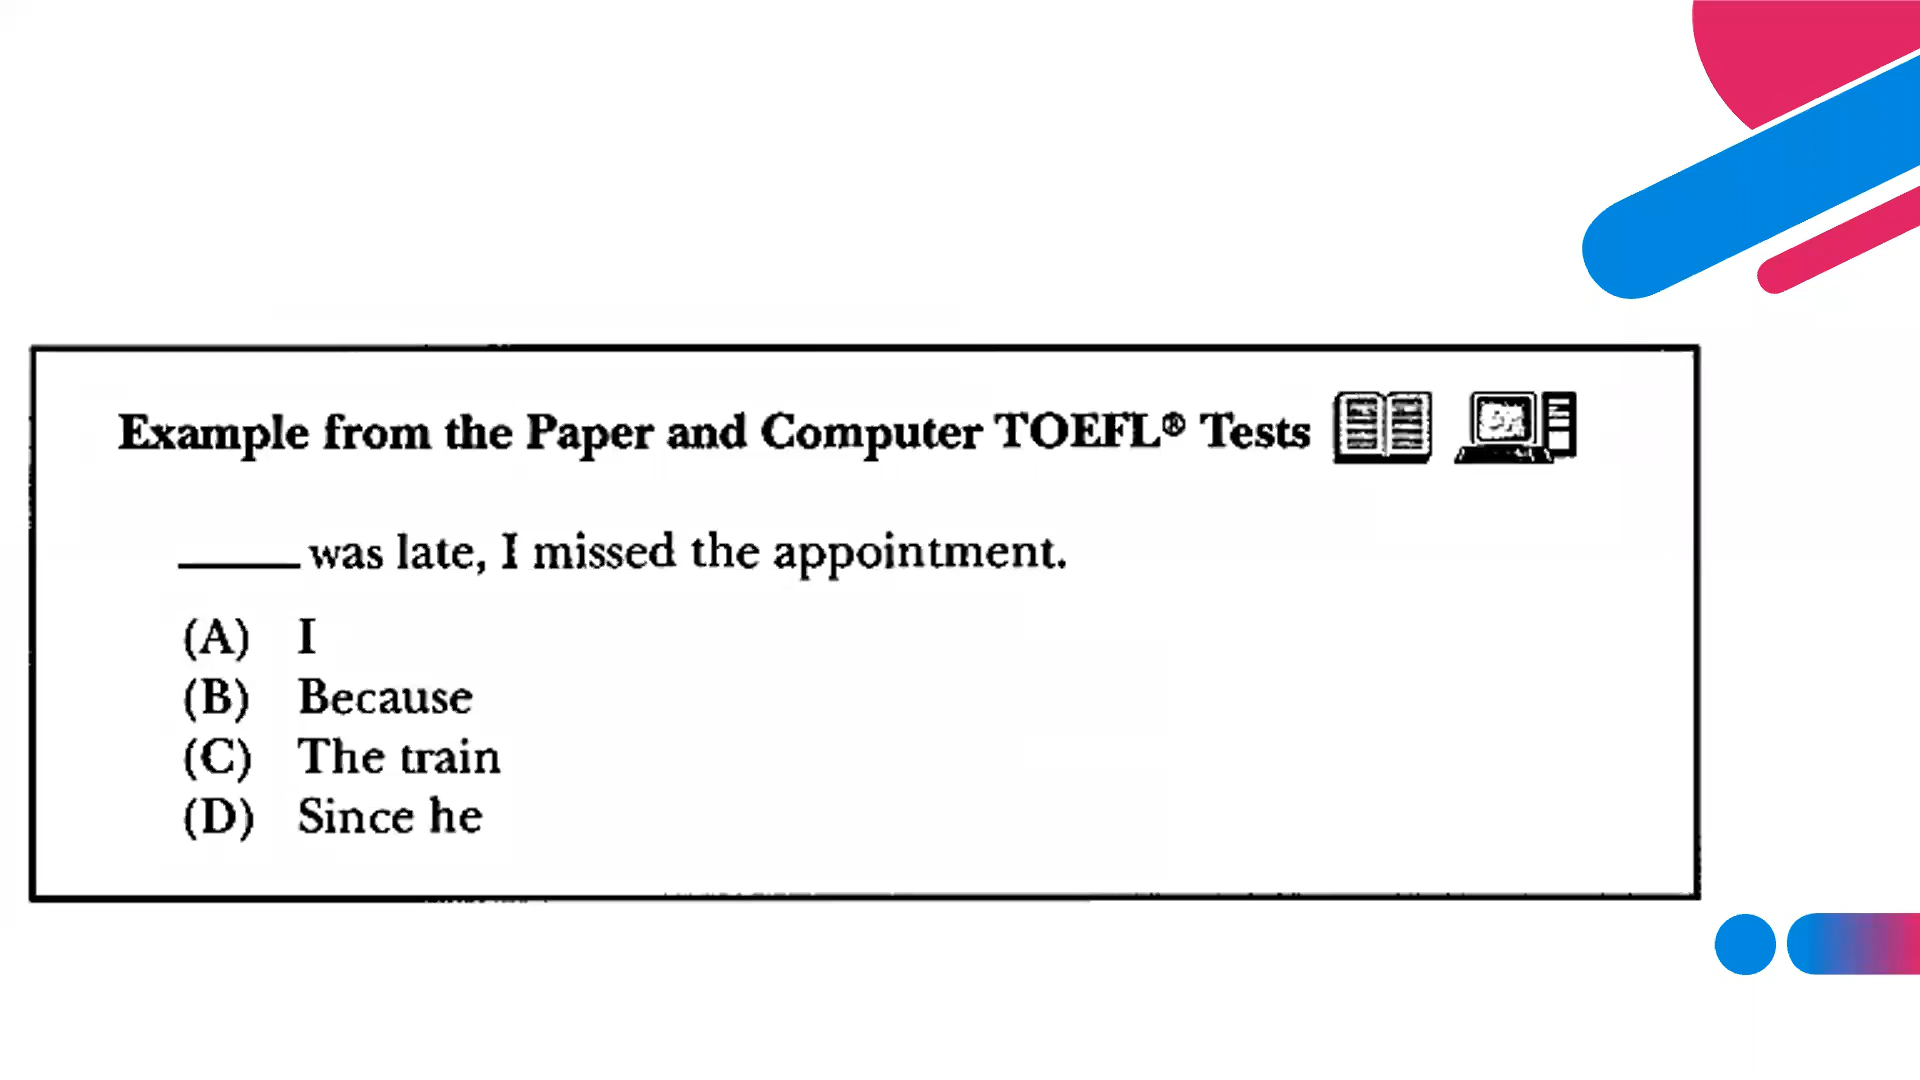 Example from the Paper and Computer TOEFL® Tests
_____ was late, I missed the appointment.
(A) I
(B) Because
(C) The train
(D) Since he